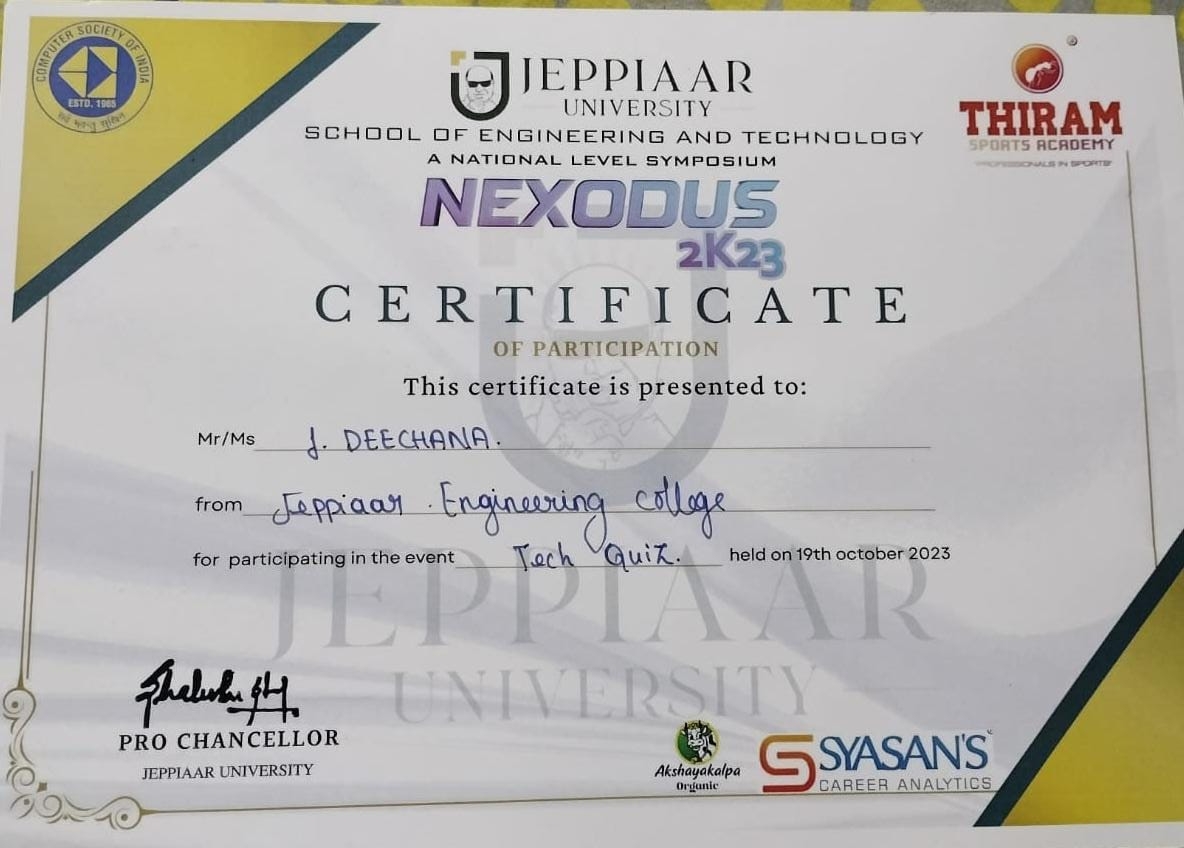 COMPUTER SOCIETY OF INDIA
ESTD. 1965
JEPPIAAR
UNIVERSITY
SCHOOL OF ENGINEERING AND TECHNOLOGY
A NATIONAL LEVEL SYMPOSIUM
NEXODUS
2K23
THIRAM
SPORTS ACADEMY
"PROFESSIONALS IN SPORTS"
CERTIFICATE
OF PARTICIPATION
This certificate is presented to:
Mr/Ms J. DEECHANA.
from Jeppiaar Engineering College
for participating in the event Tech Quiz. held on 19th october 2023
JEPPIAAR
UNIVERSITY
PRO CHANCELLOR
JEPPIAAR UNIVERSITY
Akshayakalpa
Organic
SYASAN'S
CAREER ANALYTICS